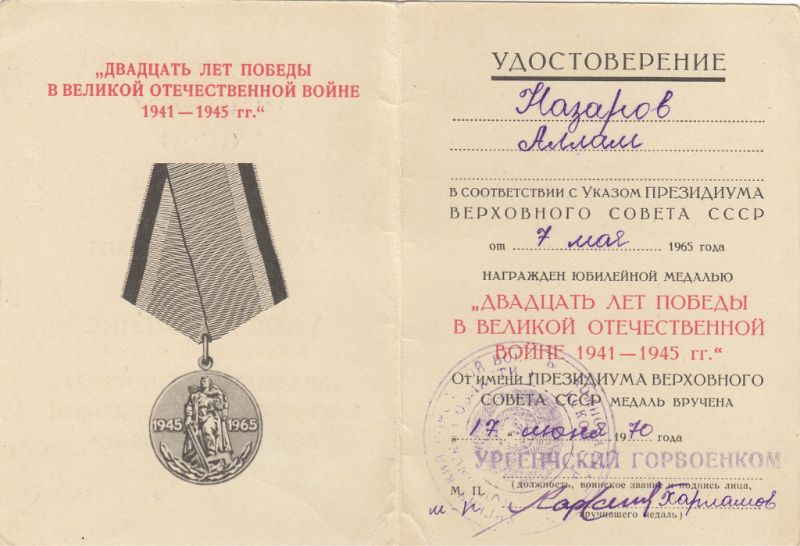 „ДВАДЦАТЬ ЛЕТ ПОБЕДЫ
В ВЕЛИКОЙ ОТЕЧЕСТВЕННОЙ ВОЙНЕ
1941—1945 гг.“
1945 1965
УДОСТОВЕРЕНИЕ
Назаров
Аллам
В СООТВЕТСТВИИ С УКАЗОМ ПРЕЗИДИУМА
ВЕРХОВНОГО СОВЕТА СССР
от 7 мая 1965 года
НАГРАЖДЕН ЮБИЛЕЙНОЙ МЕДАЛЬЮ
„ДВАДЦАТЬ ЛЕТ ПОБЕДЫ
В ВЕЛИКОЙ ОТЕЧЕСТВЕННОЙ
ВОЙНЕ 1941—1945 гг.“
ОТ ИМЕНИ ПРЕЗИДИУМА ВЕРХОВНОГО
СОВЕТА СССР МЕДАЛЬ ВРУЧЕНА
„17“ июня 1970 года
УРГЕНЧСКИЙ ГОРВОЕНКОМ
(должность, воинское звание и подпись лица,
М. П.
м п Харламов
вручившего медаль)